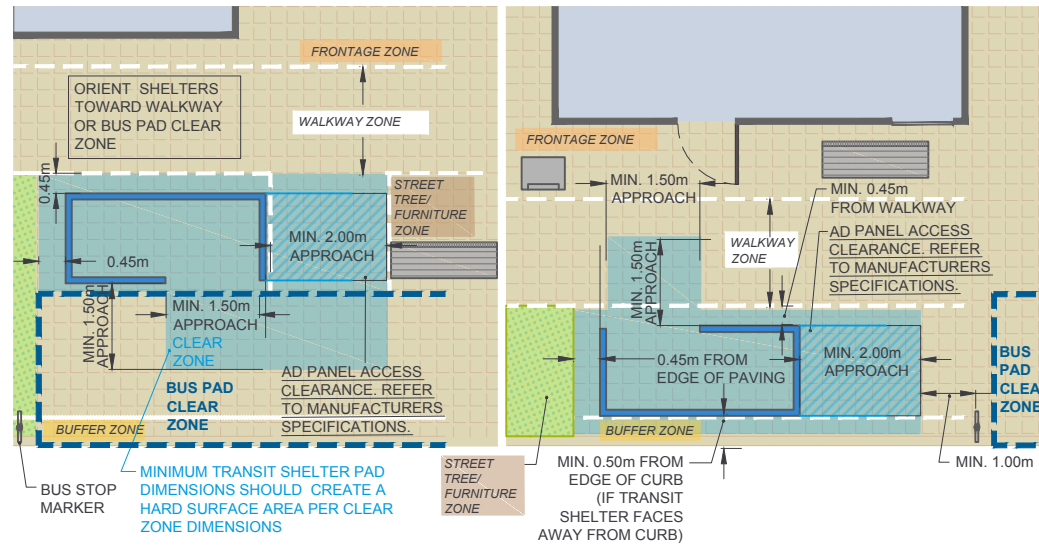 FRONTAGE ZONE
ORIENT SHELTERS
TOWARD WALKWAY
OR BUS PAD CLEAR
ZONE
WALKWAY ZONE
0.45m
STREET
TREE/
FURNITURE
ZONE
MIN. 2.00m
APPROACH
0.45m
MIN. 1.50m
APPROACH
MIN. 1.50m
APPROACH
CLEAR
ZONE
BUS PAD
CLEAR
ZONE
AD PANEL ACCESS
CLEARANCE. REFER
TO MANUFACTURERS
SPECIFICATIONS.
BUFFER ZONE
BUS STOP
MARKER
MINIMUM TRANSIT SHELTER PAD
DIMENSIONS SHOULD CREATE A
HARD SURFACE AREA PER CLEAR
ZONE DIMENSIONS
FRONTAGE ZONE
MIN. 1.50m
APPROACH
MIN. 0.45m
FROM WALKWAY
AD PANEL ACCESS
CLEARANCE. REFER
TO MANUFACTURERS
SPECIFICATIONS.
WALKWAY
ZONE
MIN. 1.50m
APPROACH
0.45m FROM
EDGE OF PAVING
MIN. 2.00m
APPROACH
BUS
PAD
CLEA
ZONE
BUFFER ZONE
STREET
TREE/
FURNITURE
ZONE
MIN. 0.50m FROM
EDGE OF CURB
(IF TRANSIT
SHELTER FACES
AWAY FROM CURB)
MIN. 1.00m